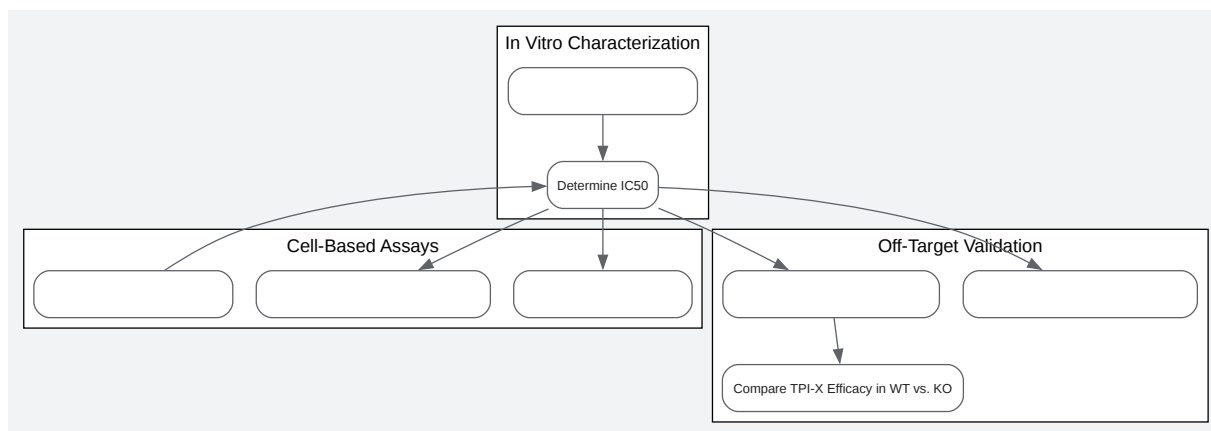 In Vitro Characterization
Determine IC50
Cell-Based Assays
Off-Target Validation
Compare TPI-X Efficacy in WT vs. KO